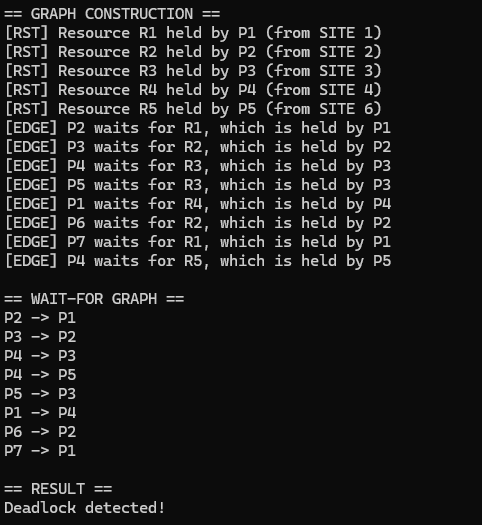 == GRAPH CONSTRUCTION ==
[RST] Resource R1 held by P1 (from SITE 1)
[RST] Resource R2 held by P2 (from SITE 2)
[RST] Resource R3 held by P3 (from SITE 3)
[RST] Resource R4 held by P4 (from SITE 4)
[RST] Resource R5 held by P5 (from SITE 6)
[EDGE] P2 waits for R1, which is held by P1
[EDGE] P3 waits for R2, which is held by P2
[EDGE] P4 waits for R3, which is held by P3
[EDGE] P5 waits for R3, which is held by P3
[EDGE] P1 waits for R4, which is held by P4
[EDGE] P6 waits for R2, which is held by P2
[EDGE] P7 waits for R1, which is held by P1
[EDGE] P4 waits for R5, which is held by P5
== WAIT-FOR GRAPH ==
P2 -> P1
P3 -> P2
P4 -> P3
P4 -> P5
P5 -> P3
P1 -> P4
P6 -> P2
P7 -> P1
== RESULT ==
Deadlock detected!